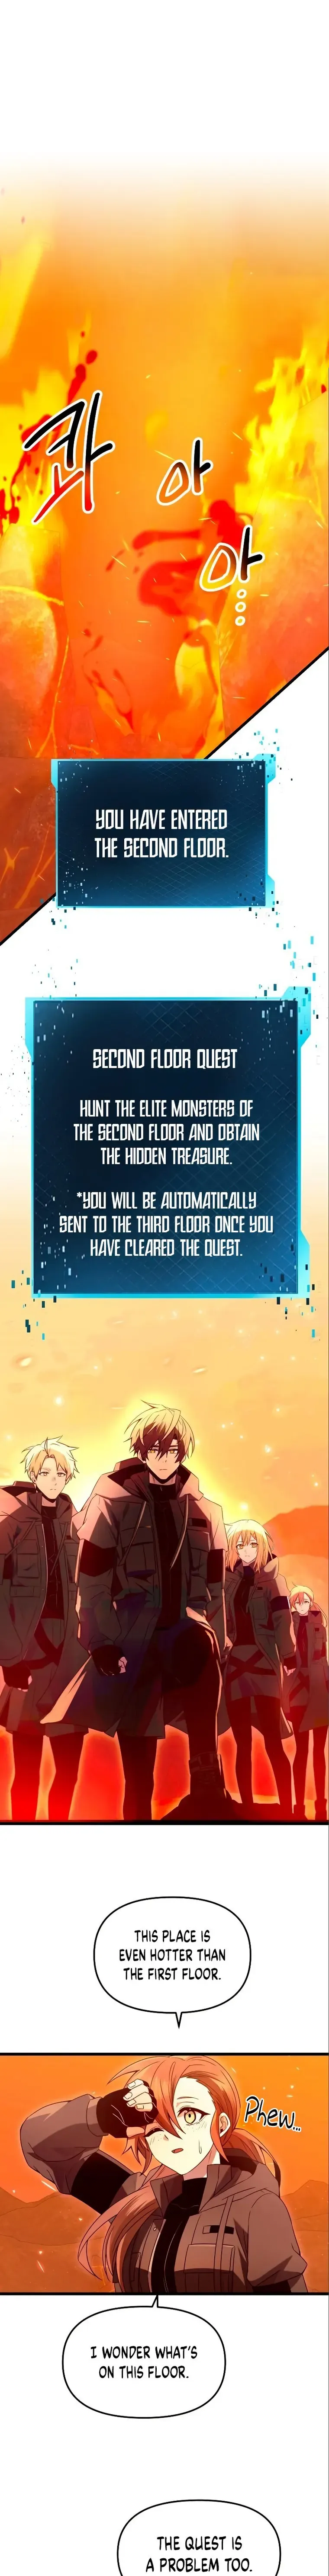 콰
아
아
YOU HAVE ENTERED
THE SECOND FLOOR.
SECOND FLOOR QUEST
HUNT THE ELITE MONSTERS OF
THE SECOND FLOOR AND OBTAIN
THE HIDDEN TREASURE.
*YOU WILL BE AUTOMATICALLY
SENT TO THE THIRD FLOOR ONCE YOU
HAVE CLEARED THE QUEST.
THIS PLACE IS
EVEN HOTTER THAN
THE FIRST FLOOR.
Phew...
I WONDER WHAT'S
ON THIS FLOOR.
THE QUEST IS
A PROBLEM TOO.